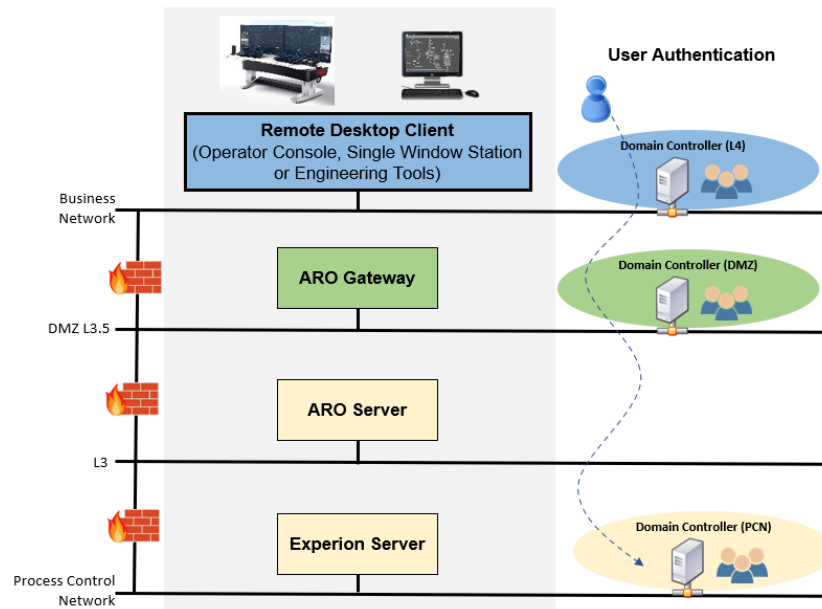 User Authentication
Remote Desktop Client
(Operator Console, Single Window Station
or Engineering Tools)
Domain Controller (L4)
Business
Network
ARO Gateway
Domain Controller (DMZ)
DMZ L3.5
ARO Server
L3
Experion Server
Domain Controller (PCN)
Process Control
Network